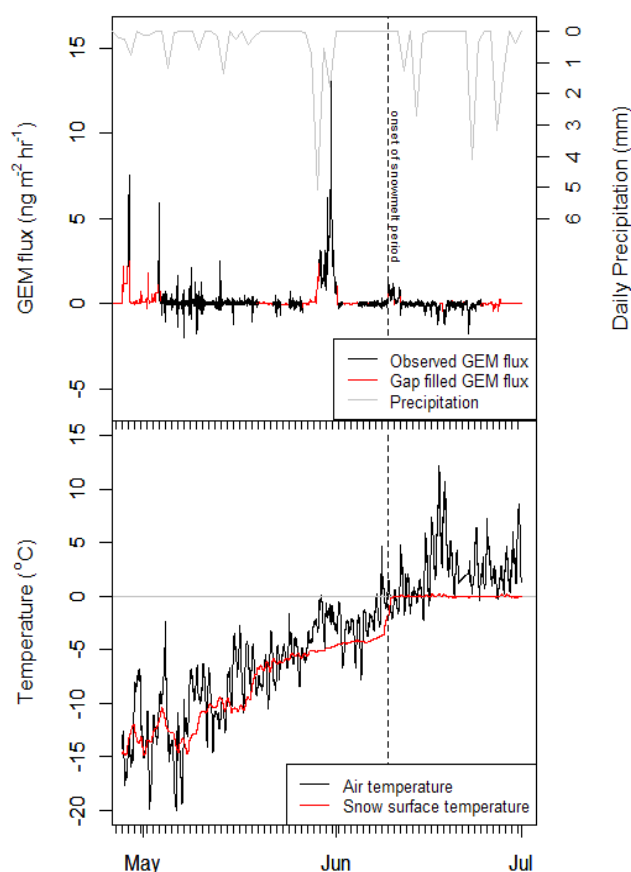 15
10
5
0
-5
GEM flux (ng m⁻² hr⁻¹)
0
1
2
3
4
5
6
Daily Precipitation (mm)
onset of snowmelt period
Observed GEM flux
Gap filled GEM flux
Precipitation
15
10
5
0
-5
-10
-15
-20
Temperature (°C)
Air temperature
Snow surface temperature
May
Jun
Jul